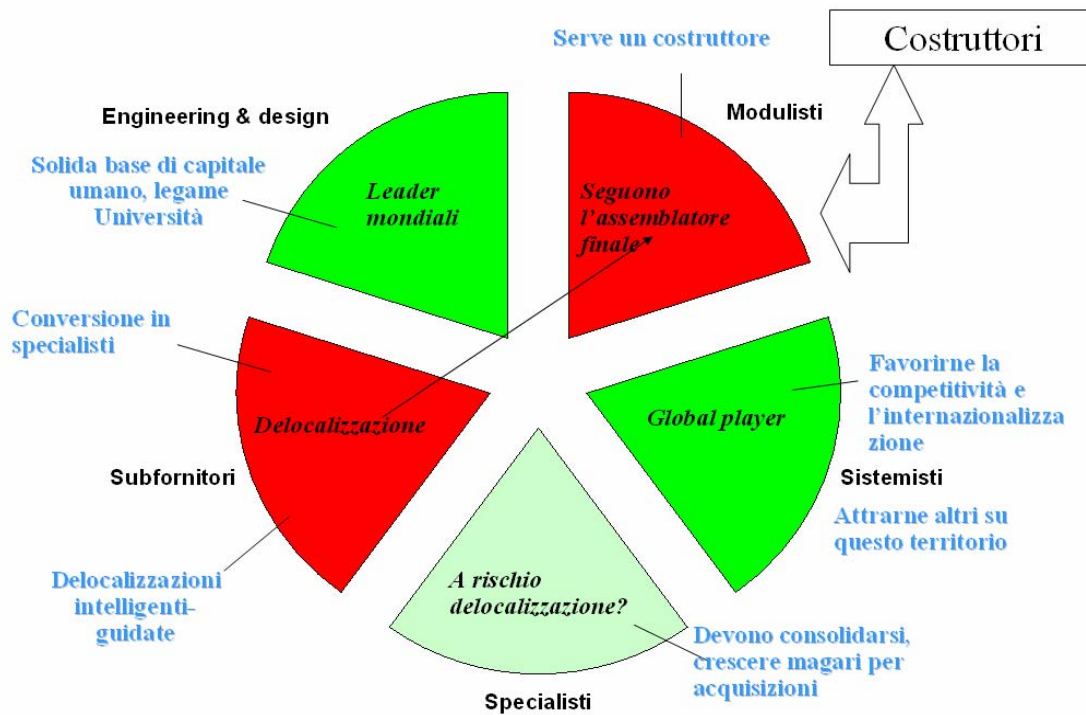 Serve un costruttore
Costruttori
Engineering & design
Modulisti
Solida base di capitale
umano, legame
Università
Leader
mondiali
Seguono
l'assemblatore
finale
Conversione in
specialisti
Delocalizzazione
Global player
Favorirne la
competitività e
l'internazionalizza
zione
Subfornitori
Sistemisti
Attrarne altri su
questo territorio
Delocalizzazioni
intelligenti-
guidate
A rischio
delocalizzazione?
Devono consolidarsi,
crescere magari per
acquisizioni
Specialisti